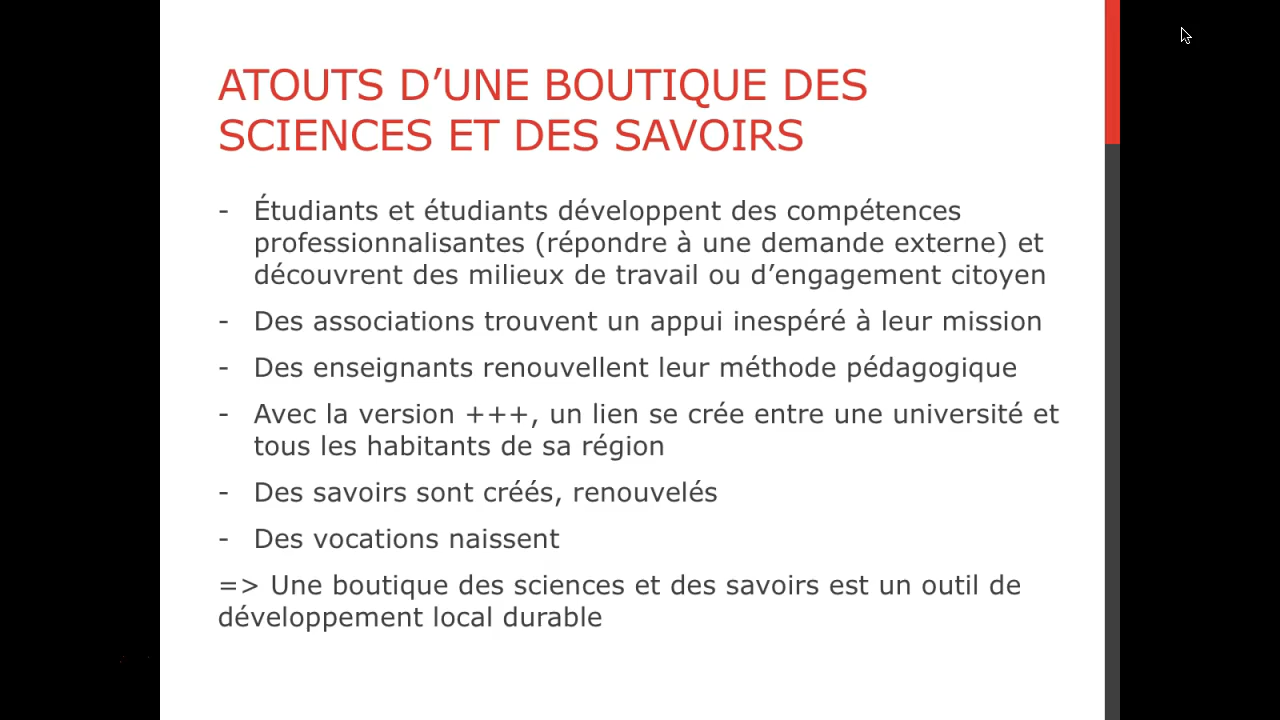 ATOUTS D’UNE BOUTIQUE DES
SCIENCES ET DES SAVOIRS
- Étudiants et étudiants développent des compétences
professionnalisantes (répondre à une demande externe) et
découvrent des milieux de travail ou d’engagement citoyen
- Des associations trouvent un appui inespéré à leur mission
- Des enseignants renouvellent leur méthode pédagogique
- Avec la version +++, un lien se crée entre une université et
tous les habitants de sa région
- Des savoirs sont créés, renouvelés
- Des vocations naissent
=> Une boutique des sciences et des savoirs est un outil de
développement local durable